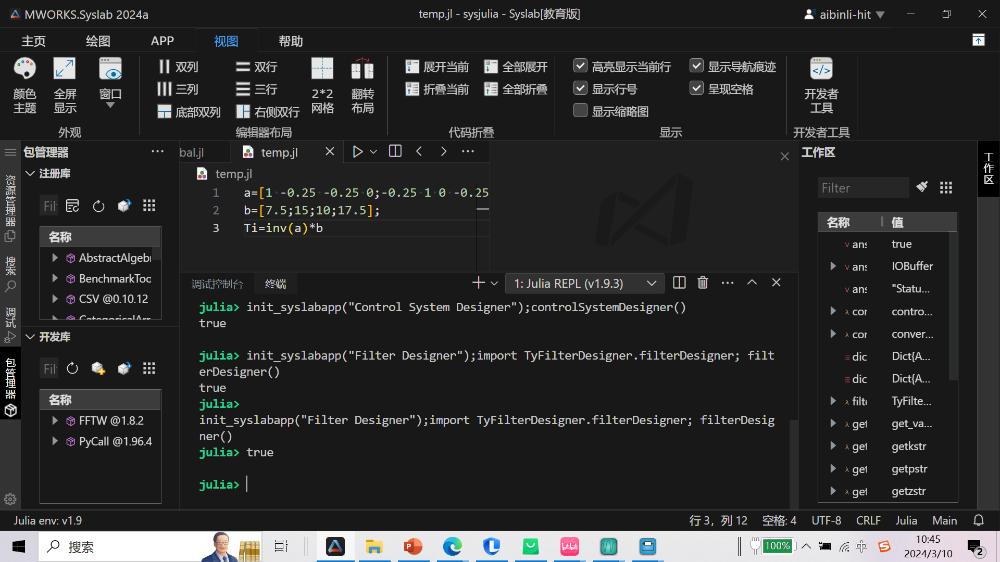 MWORKS.Syslab 2024a
temp.jl - sysjulia - Syslab[教育版]
aibinli-hit
主页
绘图
APP
视图
帮助
颜色主题
全屏显示
窗口
外观
双列
三列
底部双列
双行
三行
右侧双行
2*2网格
翻转布局
编辑器布局
展开当前
折叠当前
全部展开
全部折叠
代码折叠
高亮显示当前行
显示行号
显示缩略图
显示导航痕迹
呈现空格
显示
开发者工具
开发者工具
资源管理器
搜索
调试
包管理器
包管理器
注册库
Fil
名称
AbstractAlgeb
BenchmarkToo
CSV @0.10.12
CategoricalArr
开发库
Fil
名称
FFTW @1.8.2
PyCall @1.96.4
bal.jl
temp.jl
temp.jl
1 a=[1 -0.25 -0.25 0;-0.25 1 0 -0.25
2 b=[7.5;15;10;17.5];
3 Ti=inv(a)*b
调试控制台
终端
1: Julia REPL (v1.9.3)
julia> init_syslabapp("Control System Designer");controlSystemDesigner()
true
julia> init_syslabapp("Filter Designer");import TyFilterDesigner.filterDesigner; filt
erDesigner()
true
julia>
init_syslabapp("Filter Designer");import TyFilterDesigner.filterDesigner; filterDesig
ner()
julia> true
julia>
工作区
工作区
Filter
名称 值
ans true
ans IOBuffer
ans "Statu...
cor contro...
cor conver...
dic Dict{A...
dic Dict{A...
filte TyFilte...
get get_va...
get getkstr
get getpstr
get getzstr
Julia env: v1.9
行 3，列 12
空格: 4
UTF-8
CRLF
Julia
Main
搜索
bilibili
100%
中
10:45
2024/3/10
2